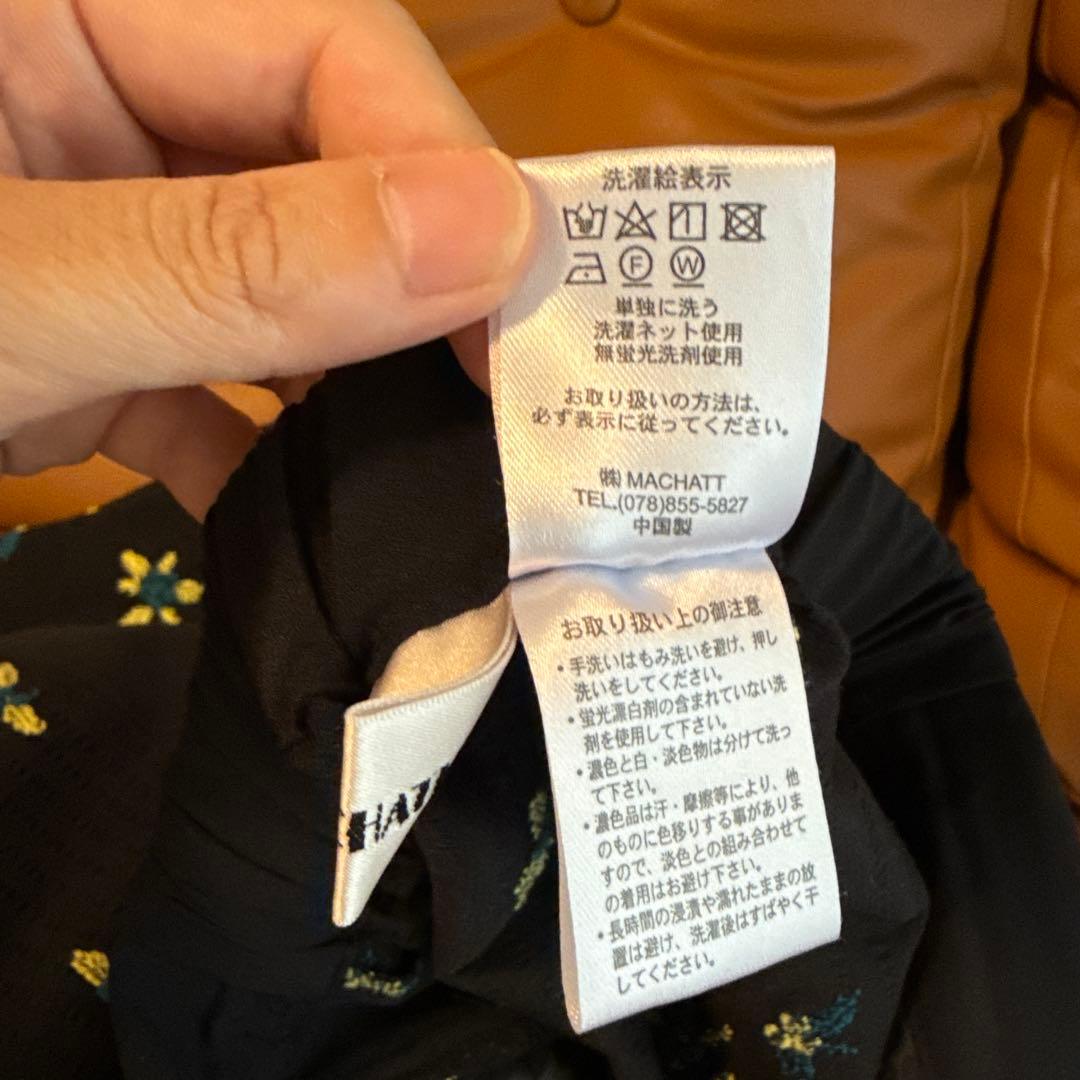 洗濯絵表示
F W
単独に洗う
洗濯ネット使用
無蛍光洗剤使用
お取り扱いの方法は、
必ず表示に従ってください。
㈱ MACHATT
TEL.(078)855-5827
中国製
お取り扱い上の御注意
・手洗いはもみ洗いを避け、押し
洗いをしてください。
・蛍光漂白剤の含まれていない洗
剤を使用して下さい。
・濃色と白・淡色物は分けて洗っ
て下さい。
・濃色品は汗・摩擦等により、他
のものに色移りする事がありま
すので、淡色との組み合わせて
の着用はお避け下さい。
・長時間の浸漬や濡れたままの放
置は避け、洗濯後はすばやく干
してください。